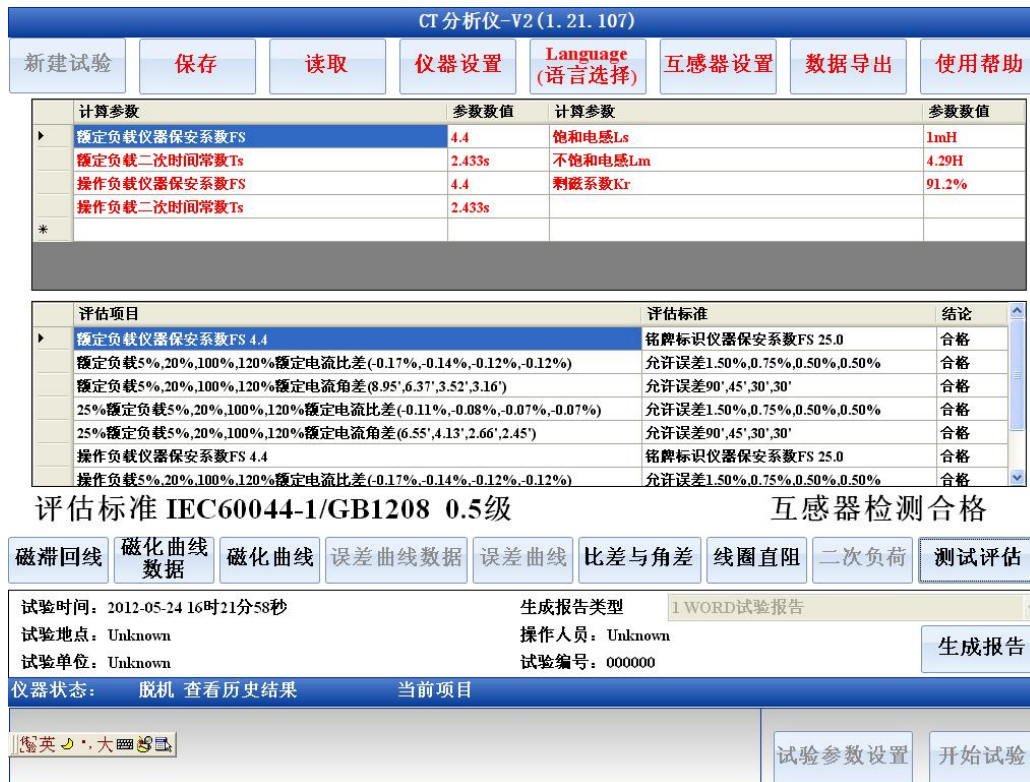 CT分析仪-V2(1.21.107)
新建试验 保存 读取 仪器设置 Language (语言选择) 互感器设置 数据导出 使用帮助
计算参数 参数数值 计算参数 参数数值
额定负载仪器保安系数FS 4.4 饱和电感Ls 1mH
额定负载二次时间常数Ts 2.433s 不饱和电感Lm 4.29H
操作负载仪器保安系数FS 4.4 剩磁系数Kr 91.2%
操作负载二次时间常数Ts 2.433s
评估项目 评估标准 结论
额定负载仪器保安系数FS 4.4 铭牌标识仪器保安系数FS 25.0 合格
额定负载5%,20%,100%,120%额定电流比差(-0.17%,-0.14%,-0.12%,-0.12%) 允许误差1.50%,0.75%,0.50%,0.50% 合格
额定负载5%,20%,100%,120%额定电流角差(8.95',6.37',3.52',3.16') 允许误差90',45',30',30' 合格
25%额定负载5%,20%,100%,120%额定电流比差(-0.11%,-0.08%,-0.07%,-0.07%) 允许误差1.50%,0.75%,0.50%,0.50% 合格
25%额定负载5%,20%,100%,120%额定电流角差(6.55',4.13',2.66',2.45') 允许误差90',45',30',30' 合格
操作负载仪器保安系数FS 4.4 铭牌标识仪器保安系数FS 25.0 合格
操作负载5%,20%,100%,120%额定电流比差(-0.17%,-0.14%,-0.12%,-0.12%) 允许误差1.50%,0.75%,0.50%,0.50% 合格
评估标准 IEC60044-1/GB1208 0.5级 互感器检测合格
磁滞回线 磁化曲线数据 磁化曲线 误差曲线数据 误差曲线 比差与角差 线圈直阻 二次负荷 测试评估
试验时间：2012-05-24 16时21分58秒 生成报告类型 1 WORD试验报告
试验地点：Unknown 操作人员：Unknown
试验单位：Unknown 试验编号：000000
生成报告
仪器状态： 脱机 查看历史结果 当前项目
英 大
试验参数设置 开始试验